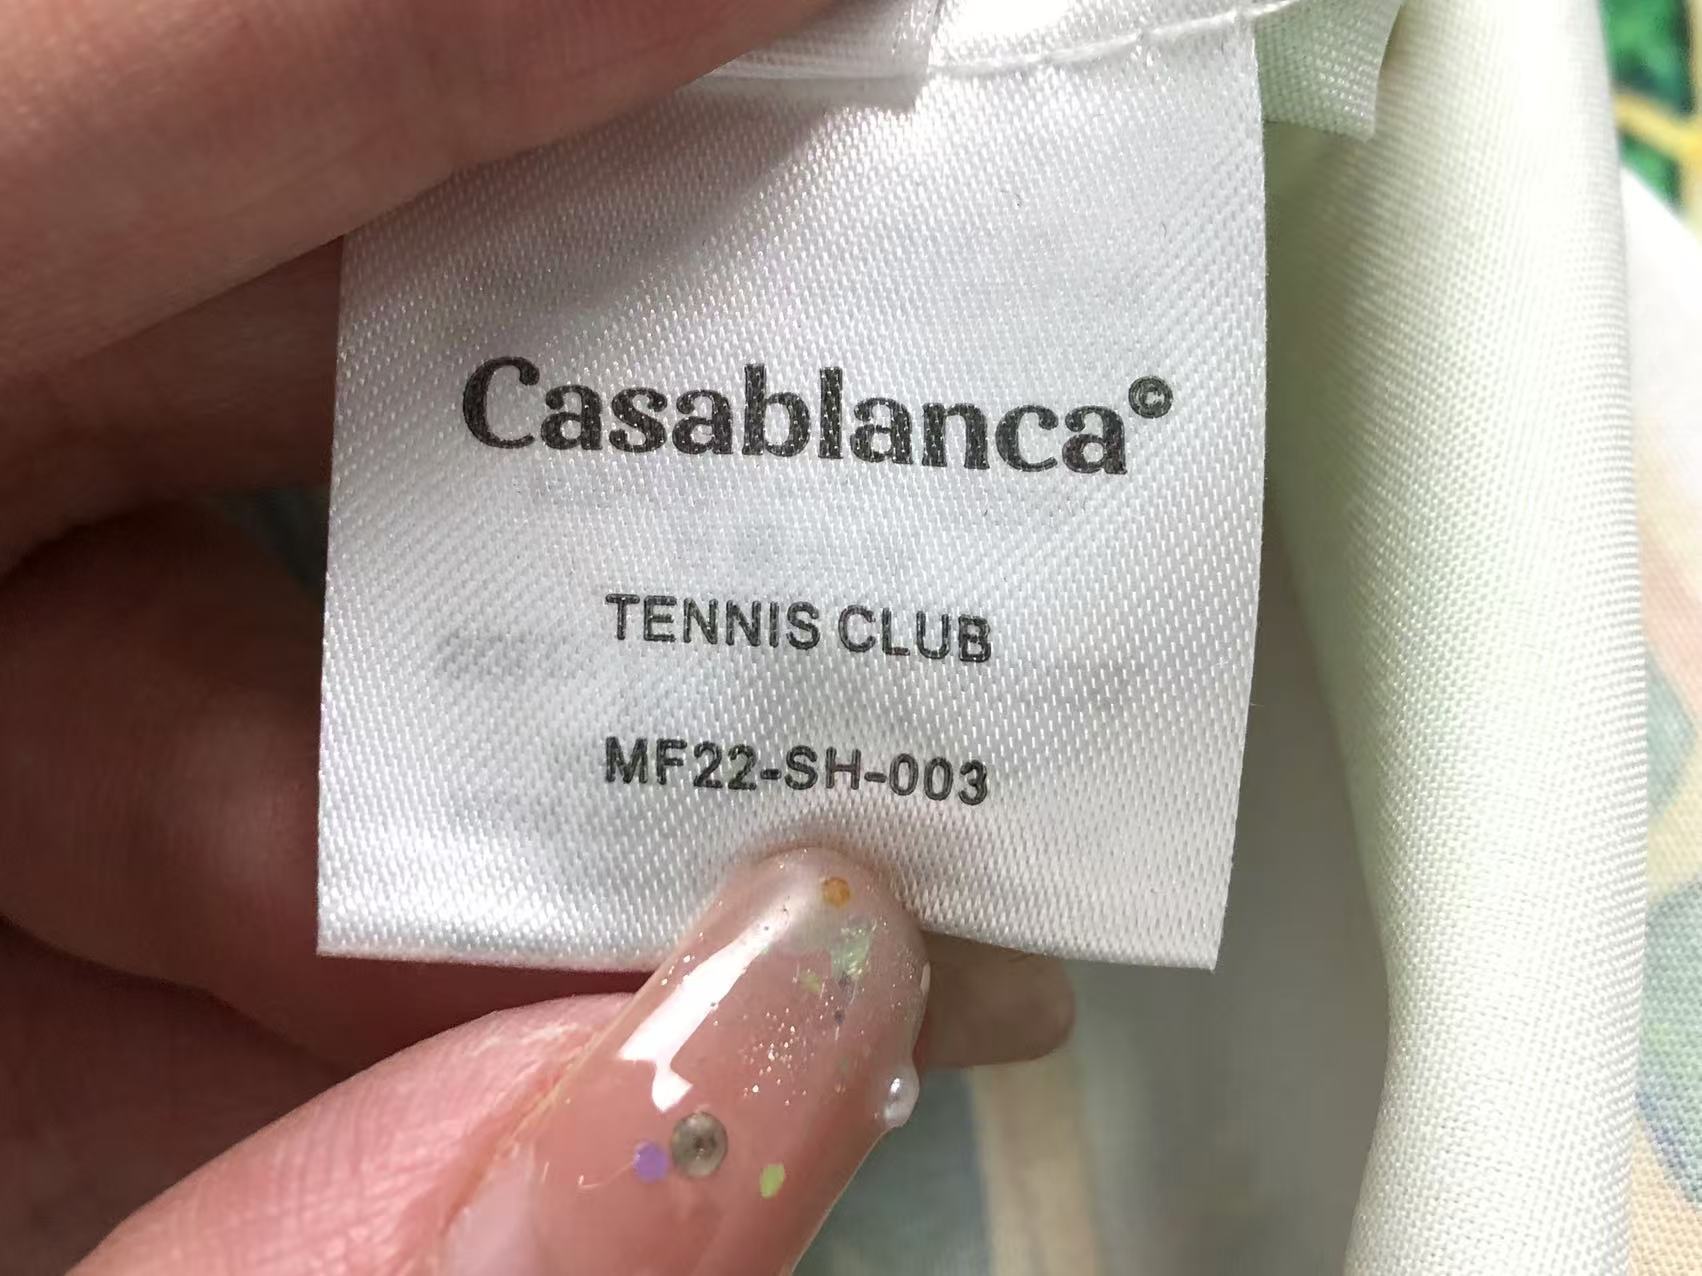 Casablanca©
TENNIS CLUB
MF22-SH-003